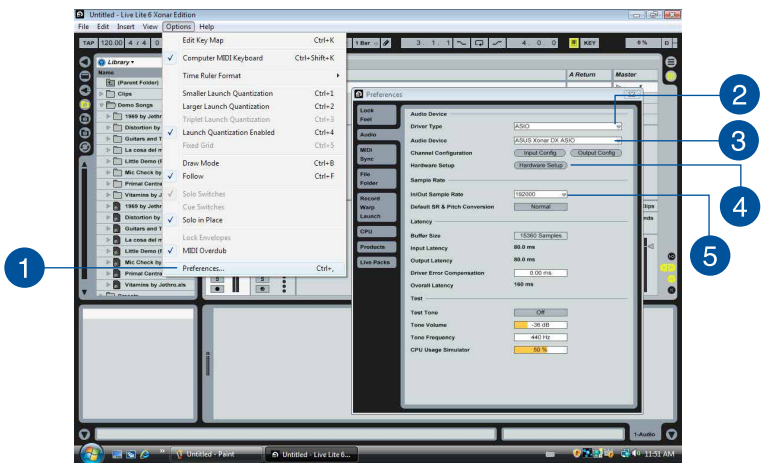 Untitled - Live Lite 6 Xonar Edition
File Edit Insert View Options Help
TAP 120.00 4 / 4 1 Bar 3. 1. 1 4. 0. 0 KEY 6 % D
Edit Key Map Ctrl+K
Computer MIDI Keyboard Ctrl+Shift+K
Time Ruler Format
Smaller Launch Quantization Ctrl+1
Larger Launch Quantization Ctrl+2
Triplet Launch Quantization Ctrl+3
Launch Quantization Enabled Ctrl+4
Fixed Grid Ctrl+5
Draw Mode Ctrl+B
Follow Ctrl+F
Solo Switches
Cue Switches
Solo in Place
Lock Envelopes
MIDI Overdub
Preferences... Ctrl+,
Library
Name
(Parent Folder)
Clips
Demo Songs
1969 by Jethr
Distortion by
Guitars and T
La cosa del m
Little Demo (f
Mic Check by
Primal Centra
Vitamins by J
1969 by Jethr
Distortion by
Guitars and T
La cosa del m
Little Demo (f
Mic Check by
Primal Centra
Vitamins by Jethro.als
A Return Master
Preferences
Lock
Feel
Audio
MIDI
Sync
File
Folder
Record
Warp
Launch
CPU
Products
Live Packs
Audio Device
Driver Type ASIO
Audio Device ASUS Xonar DX ASIO
Channel Configuration Input Config Output Config
Hardware Setup Hardware Setup
Sample Rate
In/Out Sample Rate 192000
Default SR & Pitch Conversion Normal
Latency
Buffer Size 15360 Samples
Input Latency 80.0 ms
Output Latency 80.0 ms
Driver Error Compensation 0.00 ms
Overall Latency 160 ms
Test
Test Tone Off
Tone Volume -36 dB
Tone Frequency 440 Hz
CPU Usage Simulator 50 %
1
2
3
4
5
1-Audio
Untitled - Paint
Untitled - Live Lite 6...
11:51 AM